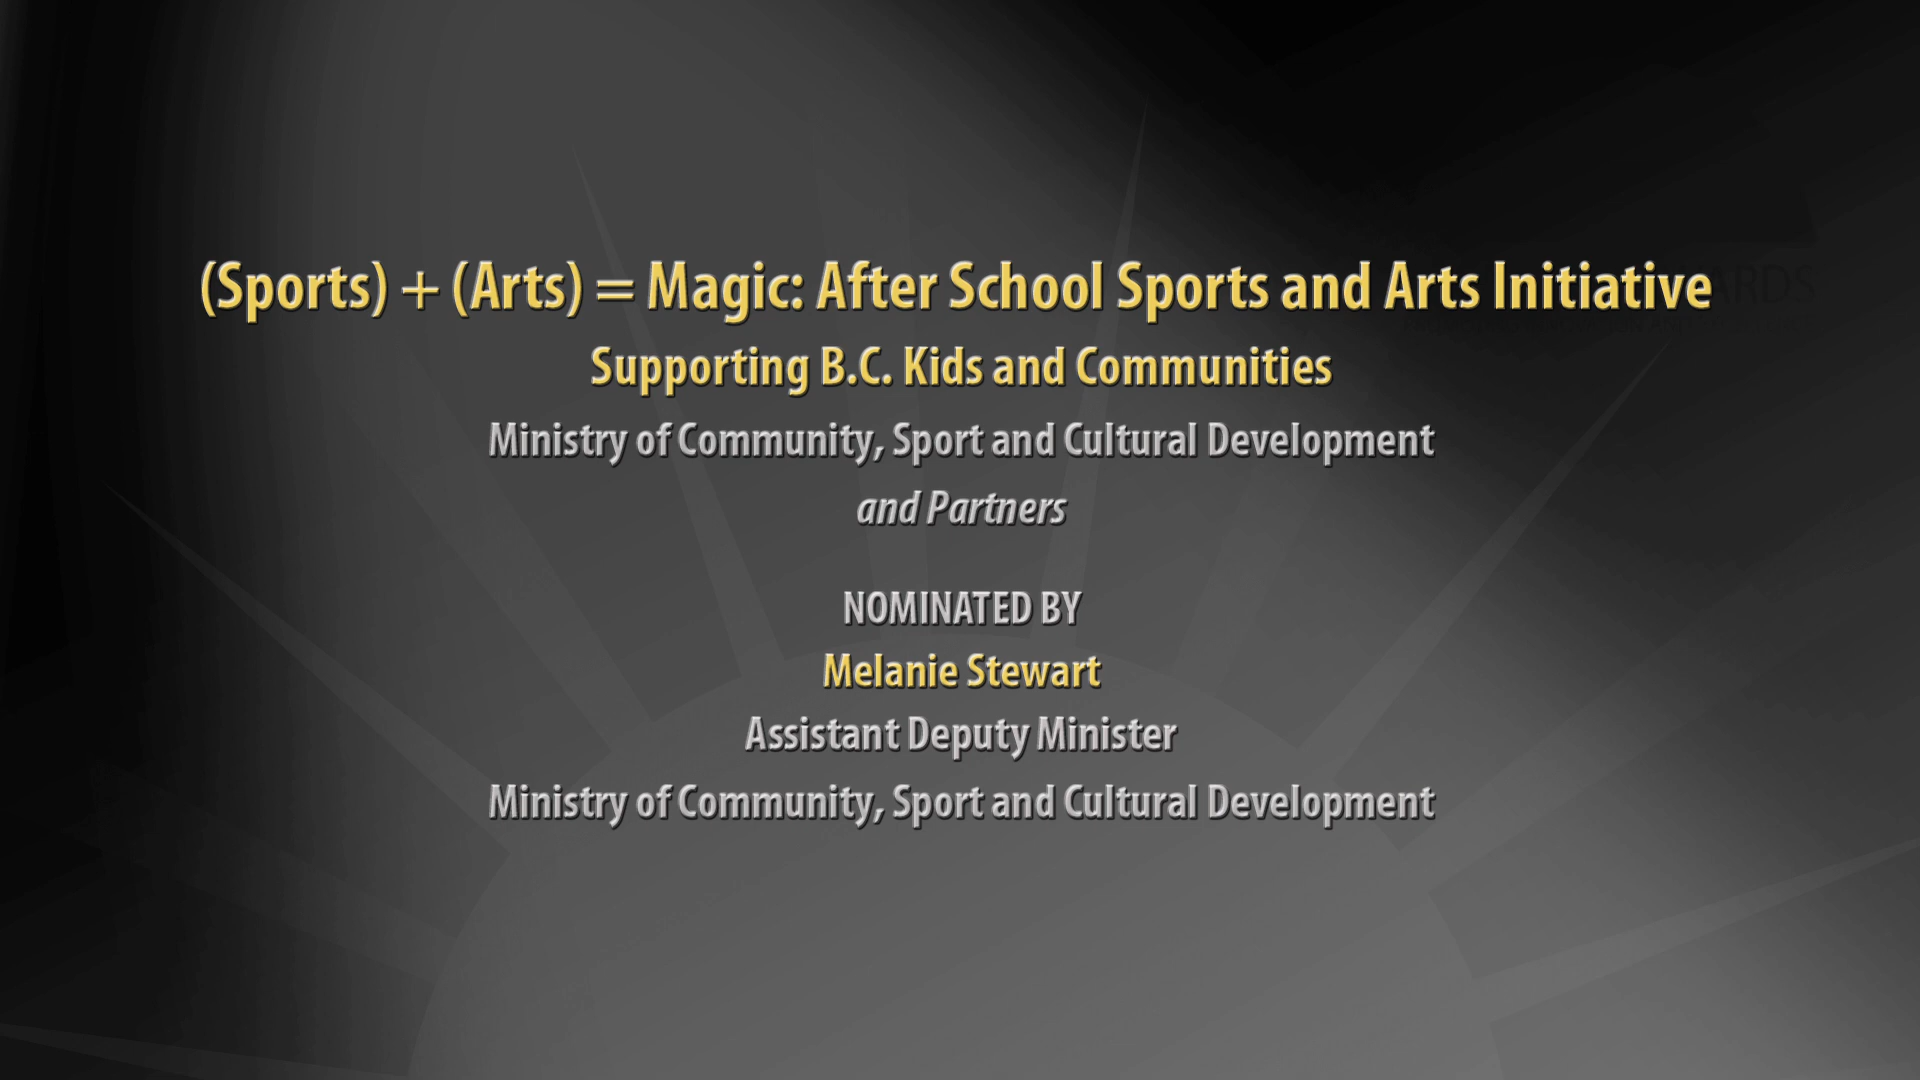 (Sports) + (Arts) = Magic: After School Sports and Arts Initiative
Supporting B.C. Kids and Communities
Ministry of Community, Sport and Cultural Development
and Partners
NOMINATED BY
Melanie Stewart
Assistant Deputy Minister
Ministry of Community, Sport and Cultural Development